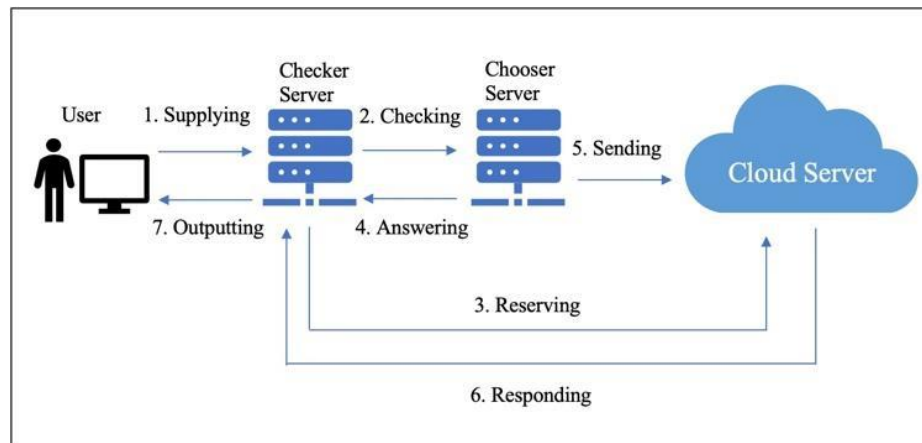 Checker
Server
Chooser
Server
User
1. Supplying
2. Checking
5. Sending
Cloud Server
7. Outputting
4. Answering
3. Reserving
6. Responding